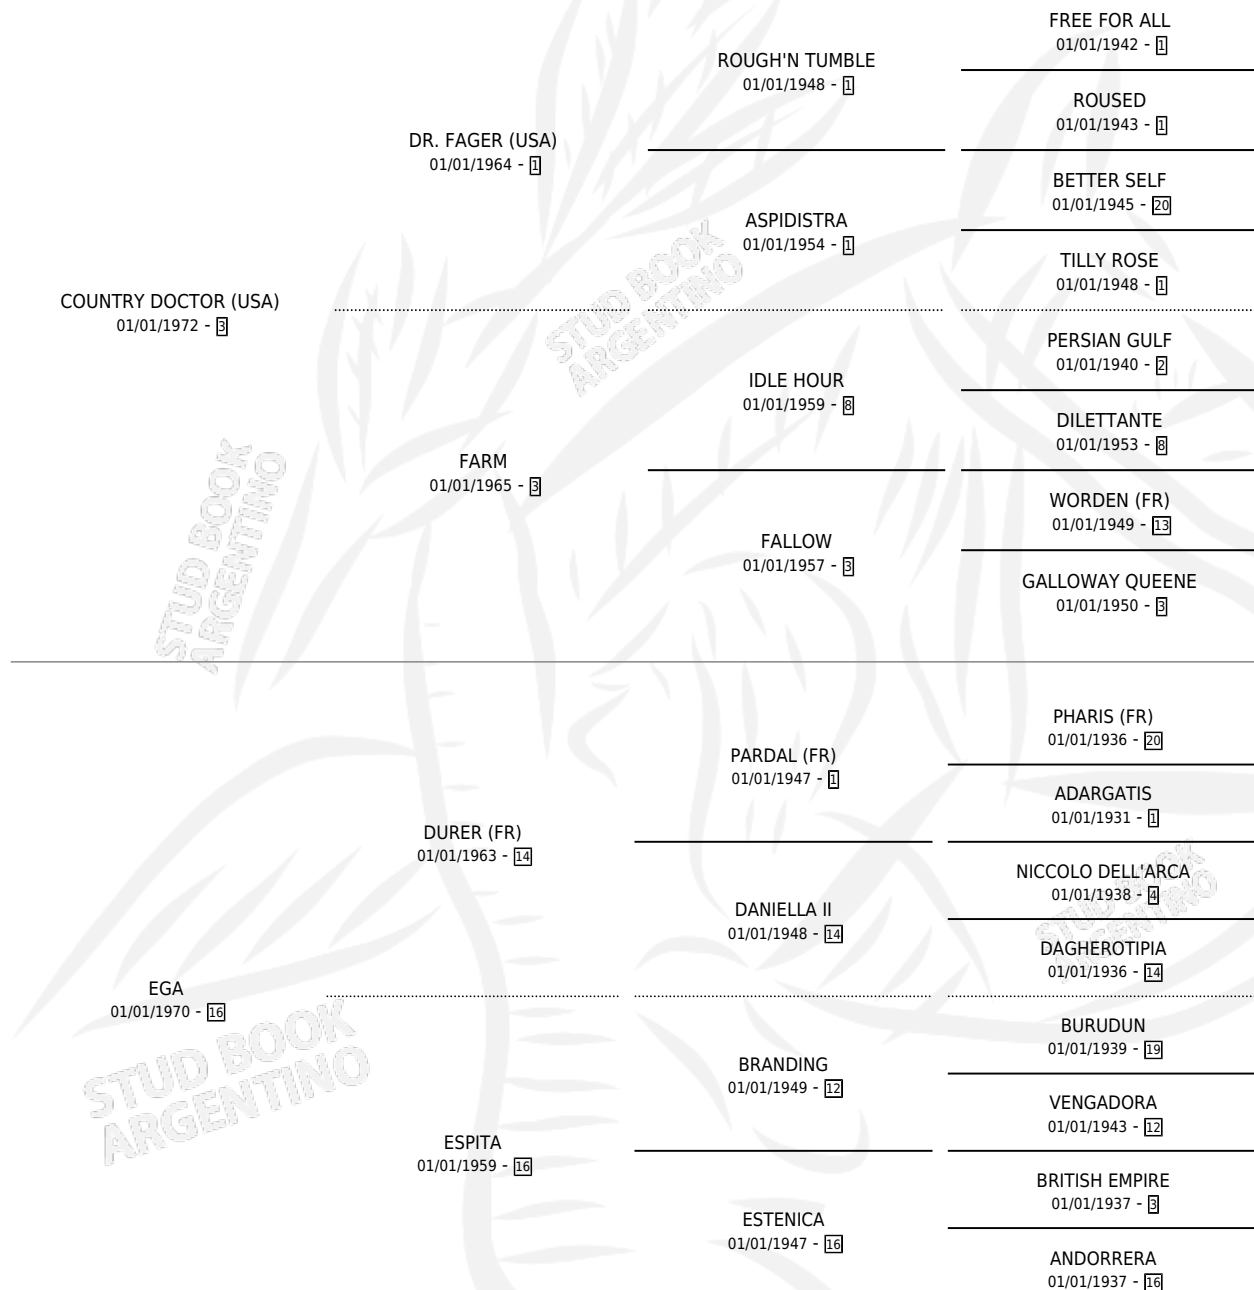 FREE FOR ALL
01/01/1942 - 1
ROUGH'N TUMBLE
01/01/1948 - 1
ROUSED
01/01/1943 - 1
DR. FAGER (USA)
01/01/1964 - 1
BETTER SELF
01/01/1945 - 20
ASPIDISTRA
01/01/1954 - 1
TILLY ROSE
01/01/1948 - 1
COUNTRY DOCTOR (USA)
01/01/1972 - 3
PERSIAN GULF
01/01/1940 - 2
IDLE HOUR
01/01/1959 - 8
DILETTANTE
01/01/1953 - 8
FARM
01/01/1965 - 3
WORDEN (FR)
01/01/1949 - 13
FALLOW
01/01/1957 - 3
GALLOWAY QUEENE
01/01/1950 - 3
PHARIS (FR)
01/01/1936 - 20
PARDAL (FR)
01/01/1947 - 1
ADARGATIS
01/01/1931 - 1
DURER (FR)
01/01/1963 - 14
NICCOLO DELL'ARCA
01/01/1938 - 4
DANIELLA II
01/01/1948 - 14
DAGHEROTIPIA
01/01/1936 - 14
EGA
01/01/1970 - 16
BURUDUN
01/01/1939 - 19
BRANDING
01/01/1949 - 12
VENGADORA
01/01/1943 - 12
ESPITA
01/01/1959 - 16
BRITISH EMPIRE
01/01/1937 - 3
ESTENICA
01/01/1947 - 16
ANDORRERA
01/01/1937 - 16
STUD BOOK
ARGENTINO
STUD BOOK
ARGENTINO
STUD BOOK
ARGENTINO
STUD BOOK
ARGENTINO